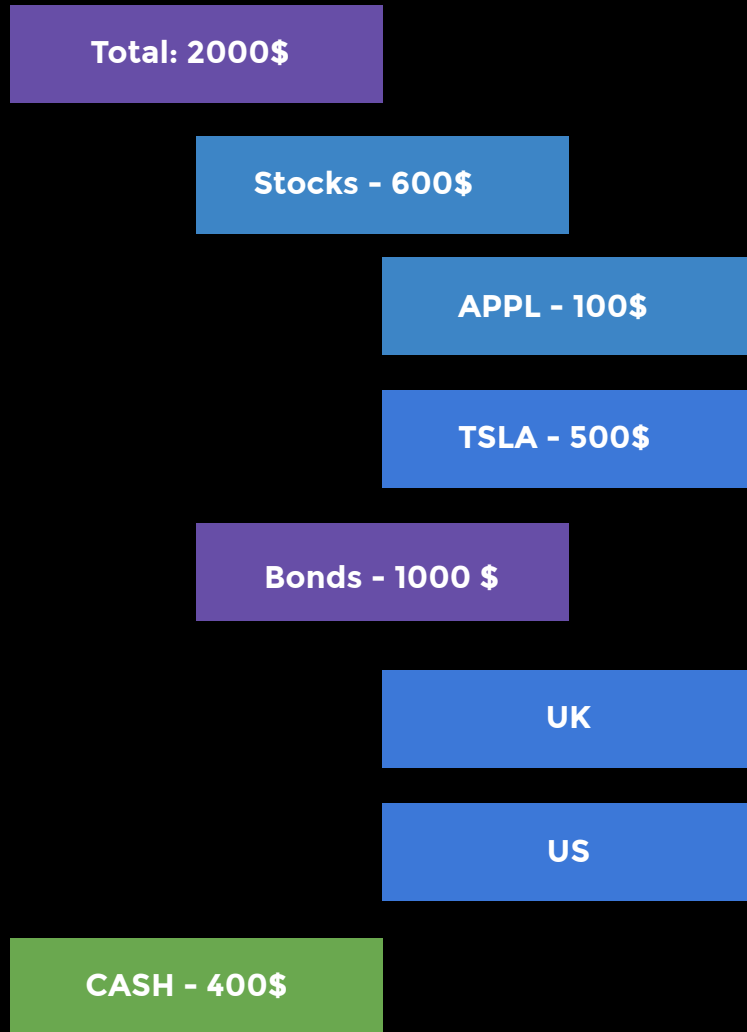 Total: 2000$
Stocks - 600$
APPL - 100$
TSLA - 500$
Bonds - 1000 $
UK
US
CASH - 400$